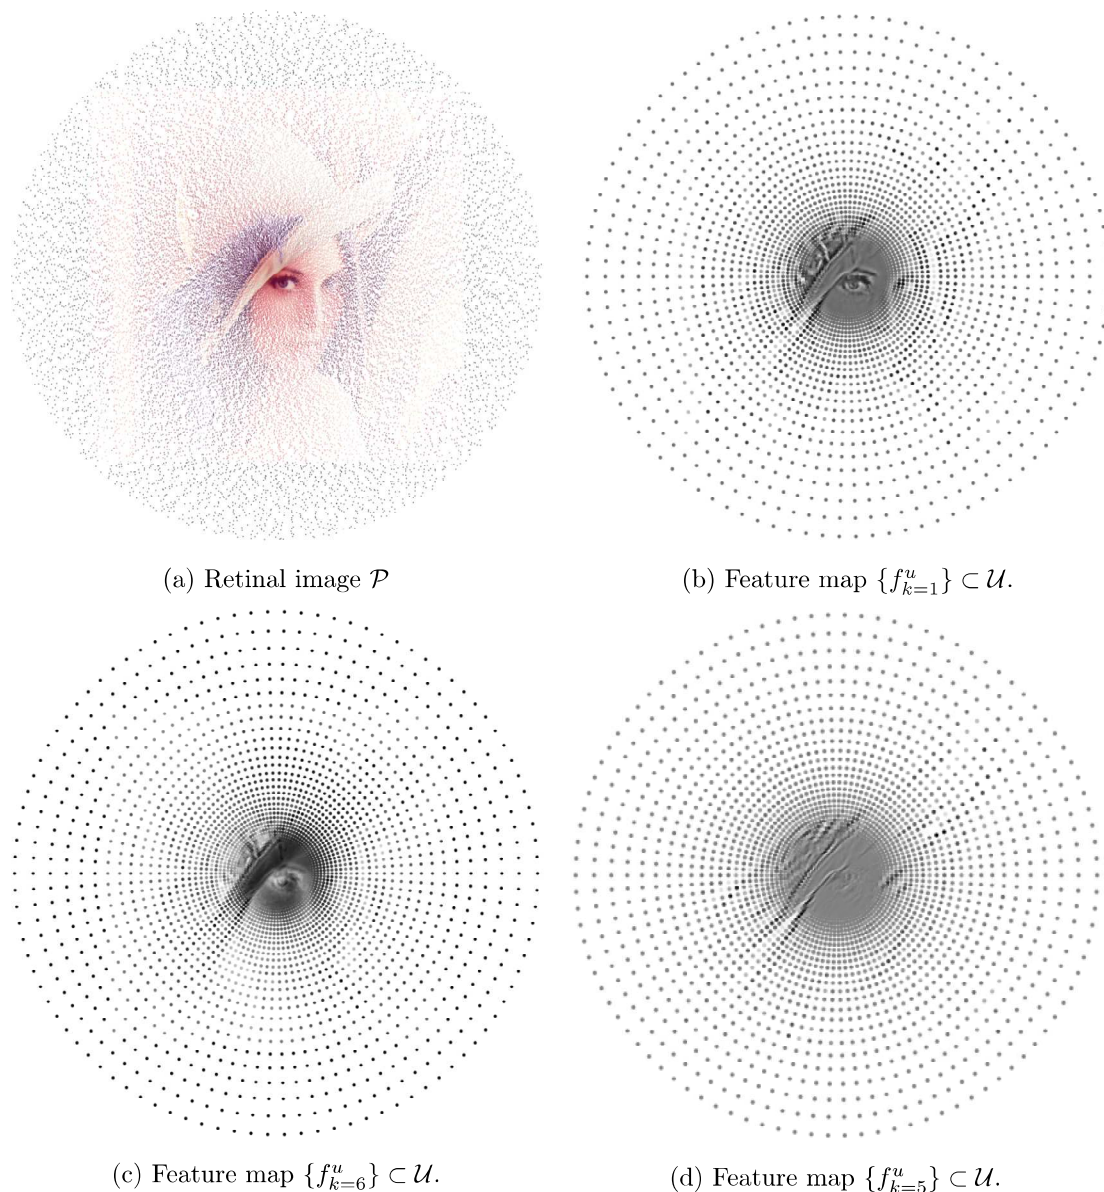 (a) Retinal image 𝒫
(b) Feature map {f^u_{k=1}} ⊂ 𝒰.
(c) Feature map {f^u_{k=6}} ⊂ 𝒰.
(d) Feature map {f^u_{k=5}} ⊂ 𝒰.